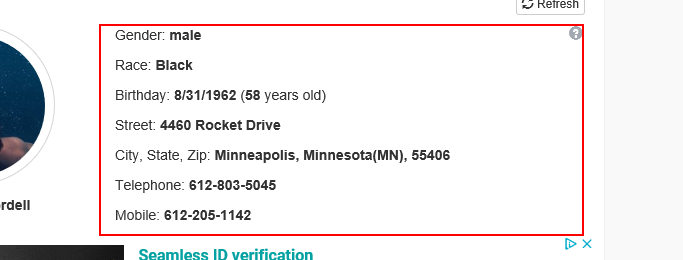 Refresh
Gender: male
Race: Black
Birthday: 8/31/1962 (58 years old)
Street: 4460 Rocket Drive
City, State, Zip: Minneapolis, Minnesota(MN), 55406
Telephone: 612-803-5045
rdell
Mobile: 612-205-1142
Seamless ID verification